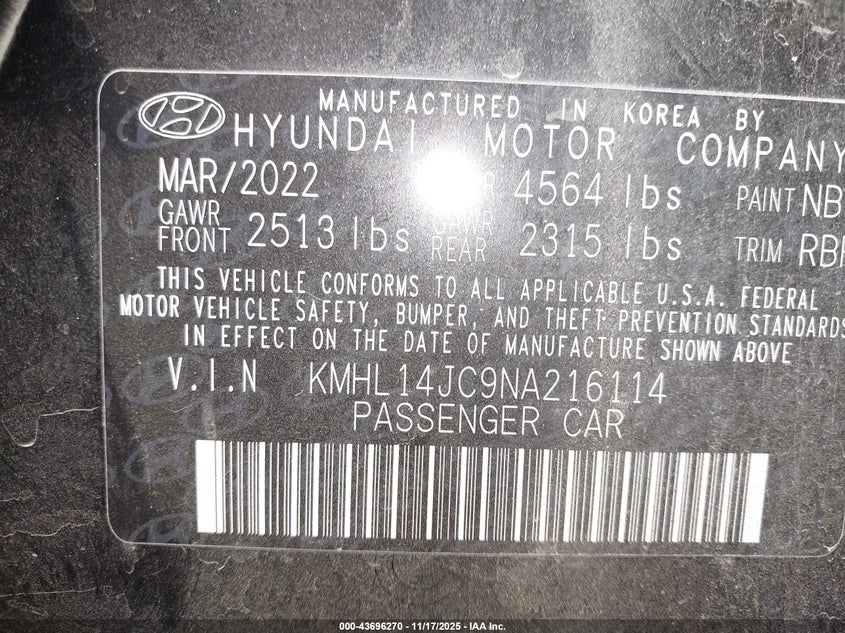 MANUFACTURED IN KOREA BY
HYUNDAI MOTOR COMPANY
MAR/2022 4564 lbs PAINT NB
GAWR FRONT 2513 lbs GAWR REAR 2315 lbs TRIM
THIS VEHICLE CONFORMS TO ALL APPLICABLE U.S.A. FEDERAL
MOTOR VEHICLE SAFETY, BUMPER, AND THEFT PREVENTION STANDARDS
IN EFFECT ON THE DATE OF MANUFACTURE SHOWN ABOVE
V.I.N KMHL14JC9NA216114
PASSENGER CAR
000-43696270 - 11/17/2025 - IAA Inc.